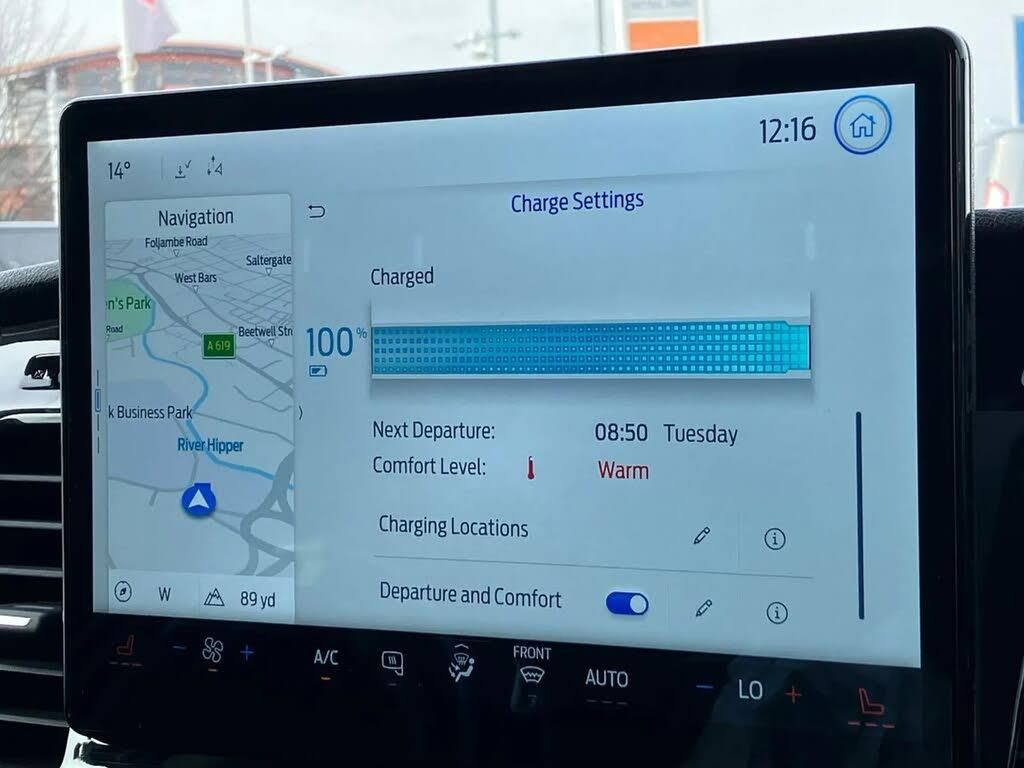 12:16
14°
Navigation
Charge Settings
Foljambe Road
Saltergate
West Bars
Charged
en's Park
Road
Beetwell Str
A 619
100%
k Business Park
Next Departure: 08:50 Tuesday
River Hipper
Comfort Level: Warm
Charging Locations
Departure and Comfort
W 89 yd
A/C
FRONT
AUTO
LO